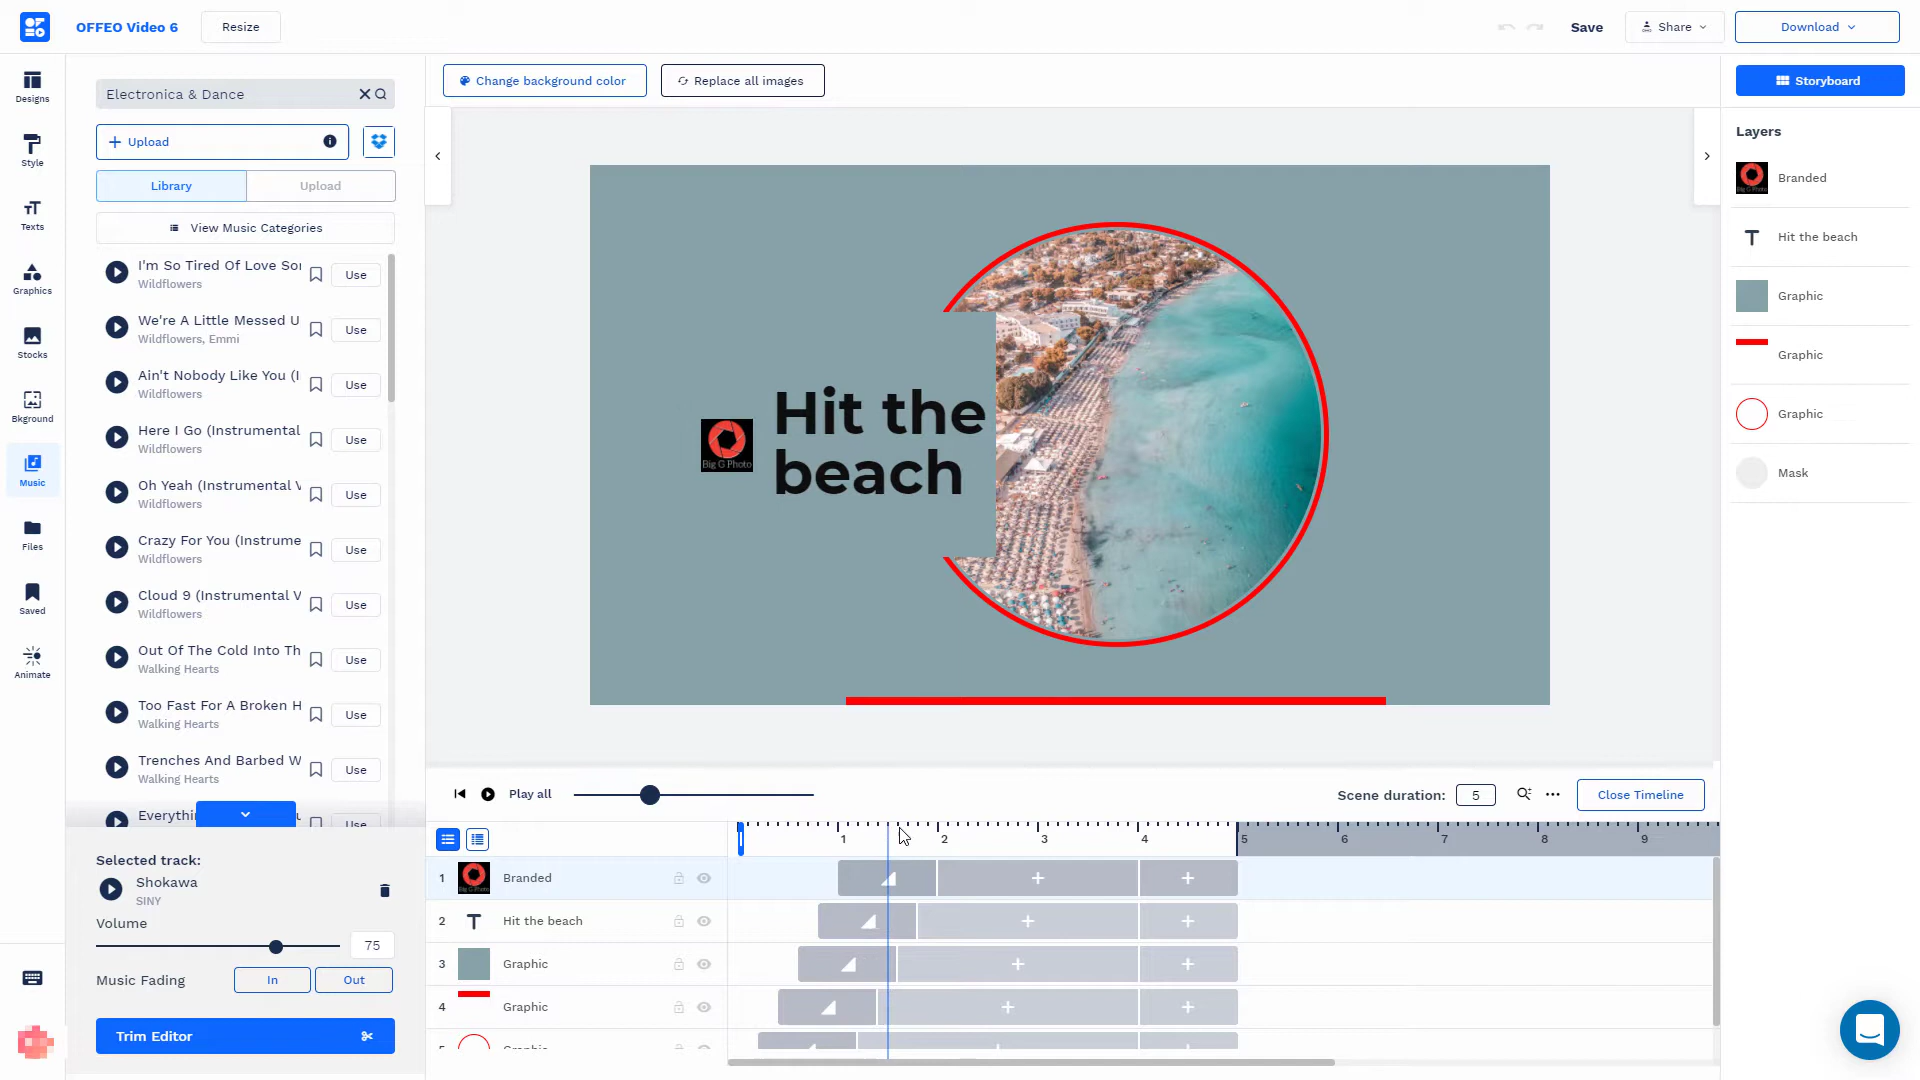 OFFEO Video 6
Resize
Save
Share
Download
Designs
Style
Texts
Graphics
Stocks
Bkground
Music
Files
Saved
Animate
Electronica & Dance
Upload
Library
Upload
View Music Categories
I'm So Tired Of Love Son
Wildflowers
Use
We're A Little Messed U
Wildflowers, Emmi
Use
Ain't Nobody Like You (I
Wildflowers
Use
Here I Go (Instrumental
Wildflowers
Use
Oh Yeah (Instrumental V
Wildflowers
Use
Crazy For You (Instrume
Wildflowers
Use
Cloud 9 (Instrumental V
Wildflowers
Use
Out Of The Cold Into Th
Walking Hearts
Use
Too Fast For A Broken H
Walking Hearts
Use
Trenches And Barbed W
Walking Hearts
Use
Use
Selected track:
Shokawa
SINY
Volume
75
Music Fading
In
Out
Trim Editor
Change background color
Replace all images
Big G Photo
Hit the
beach
Storyboard
Layers
Big G Photo
Branded
Hit the beach
Graphic
Graphic
Graphic
Mask
Play all
Scene duration:
5
Close Timeline
1 2 3 4 5 6 7 8 9
1
Branded
2
Hit the beach
3
Graphic
4
Graphic